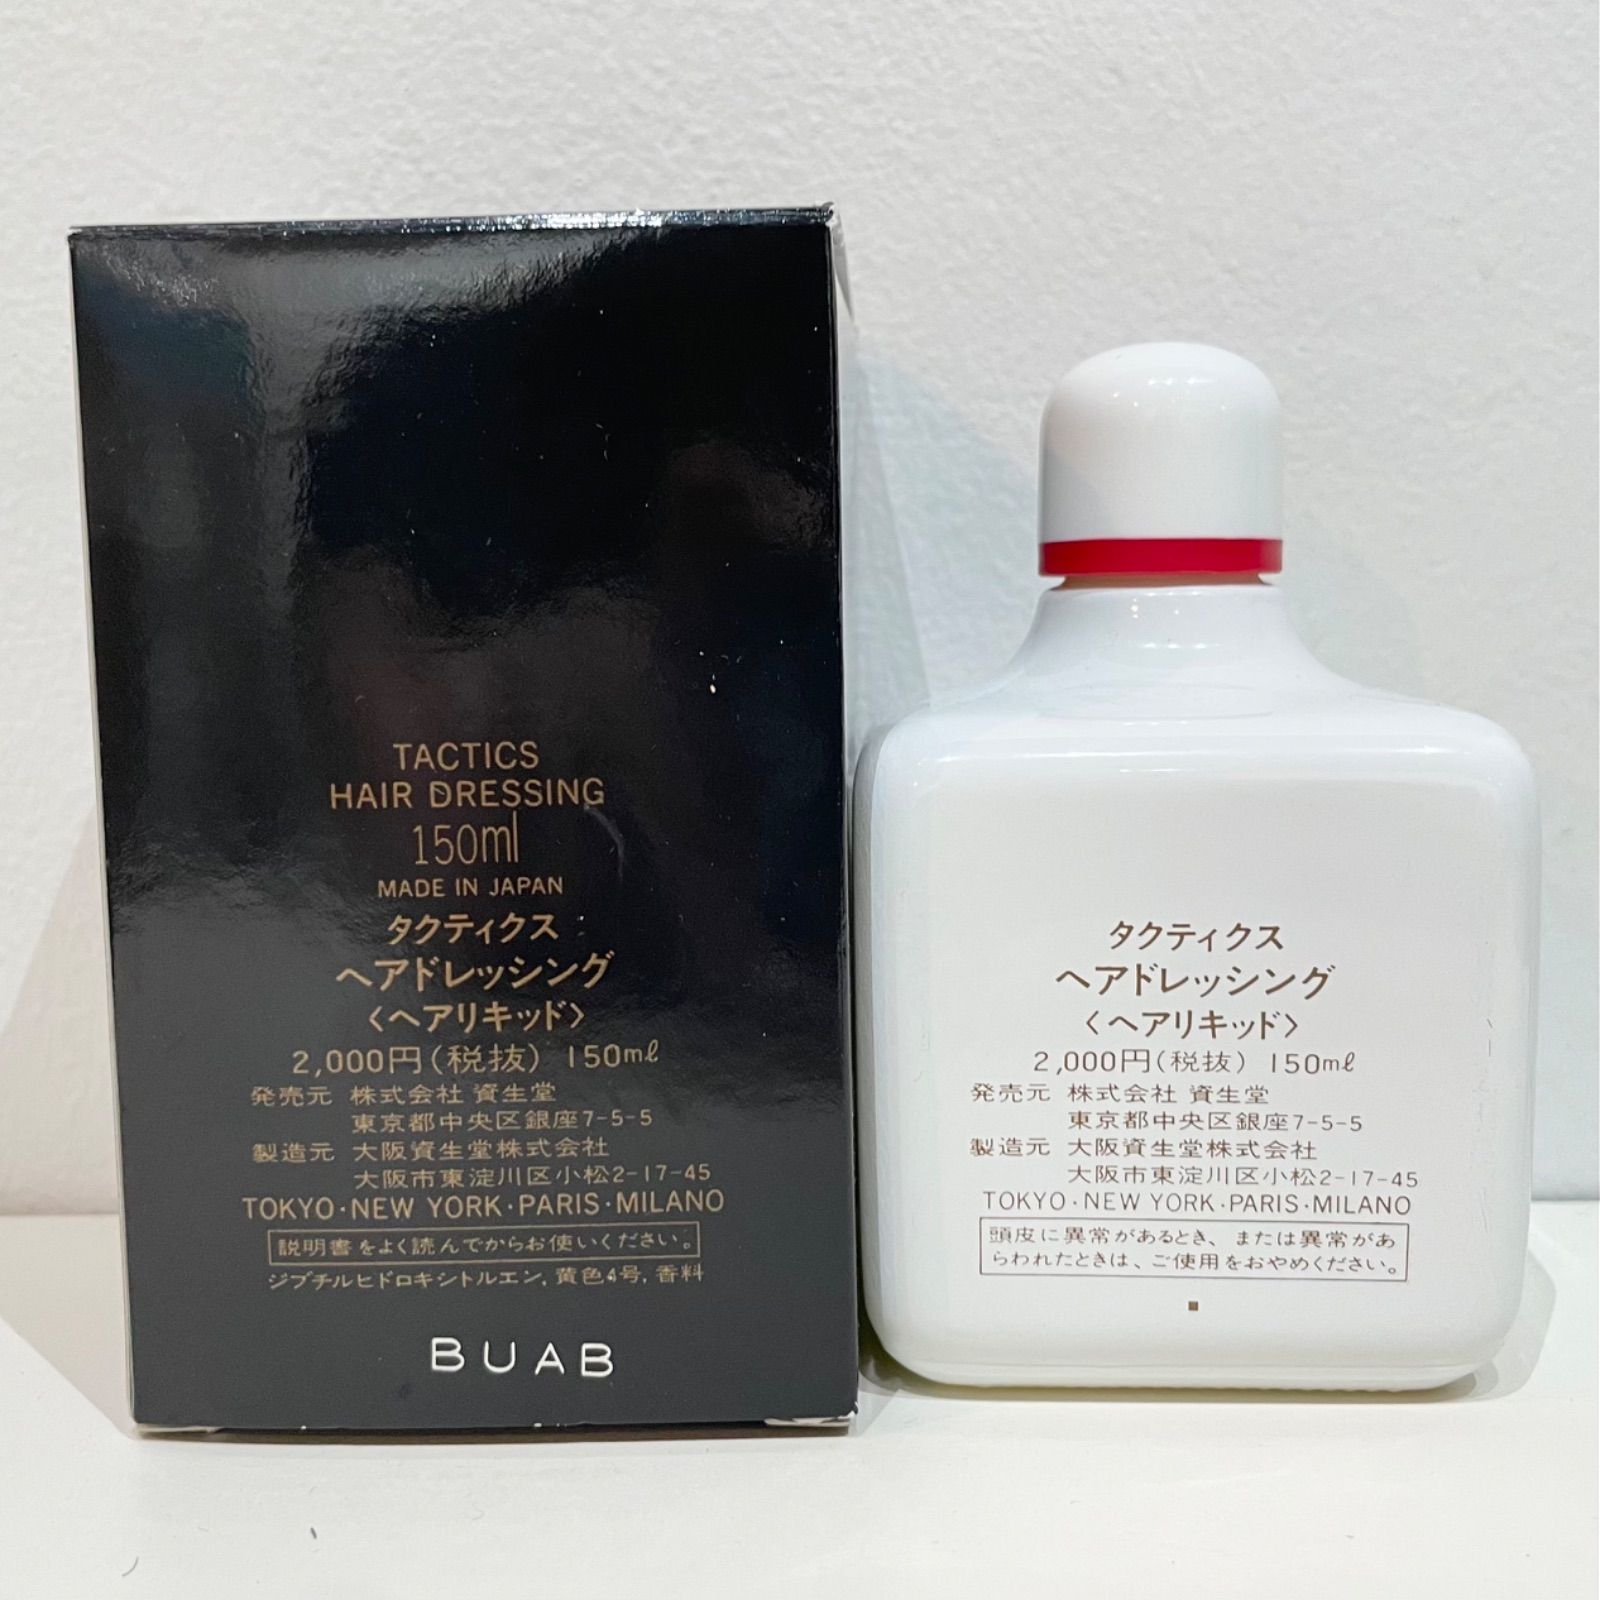 TACTICS
HAIR DRESSING
150ml
MADE IN JAPAN
タクティクス
ヘアドレッシング
〈ヘアリキッド〉
2,000円(税抜) 150mℓ
発売元 株式会社 資生堂
東京都中央区銀座7-5-5
製造元 大阪資生堂株式会社
大阪市東淀川区小松2-17-45
TOKYO・NEW YORK・PARIS・MILANO
説明書をよく読んでからお使いください。
ジブチルヒドロキシトルエン, 黄色4号, 香料
BUAB
タクティクス
ヘアドレッシング
〈ヘアリキッド〉
2,000円(税抜) 150mℓ
発売元 株式会社 資生堂
東京都中央区銀座7-5-5
製造元 大阪資生堂株式会社
大阪市東淀川区小松2-17-45
TOKYO・NEW YORK・PARIS・MILANO
頭皮に異常があるとき、または異常があ
らわれたときは、ご使用をおやめください。